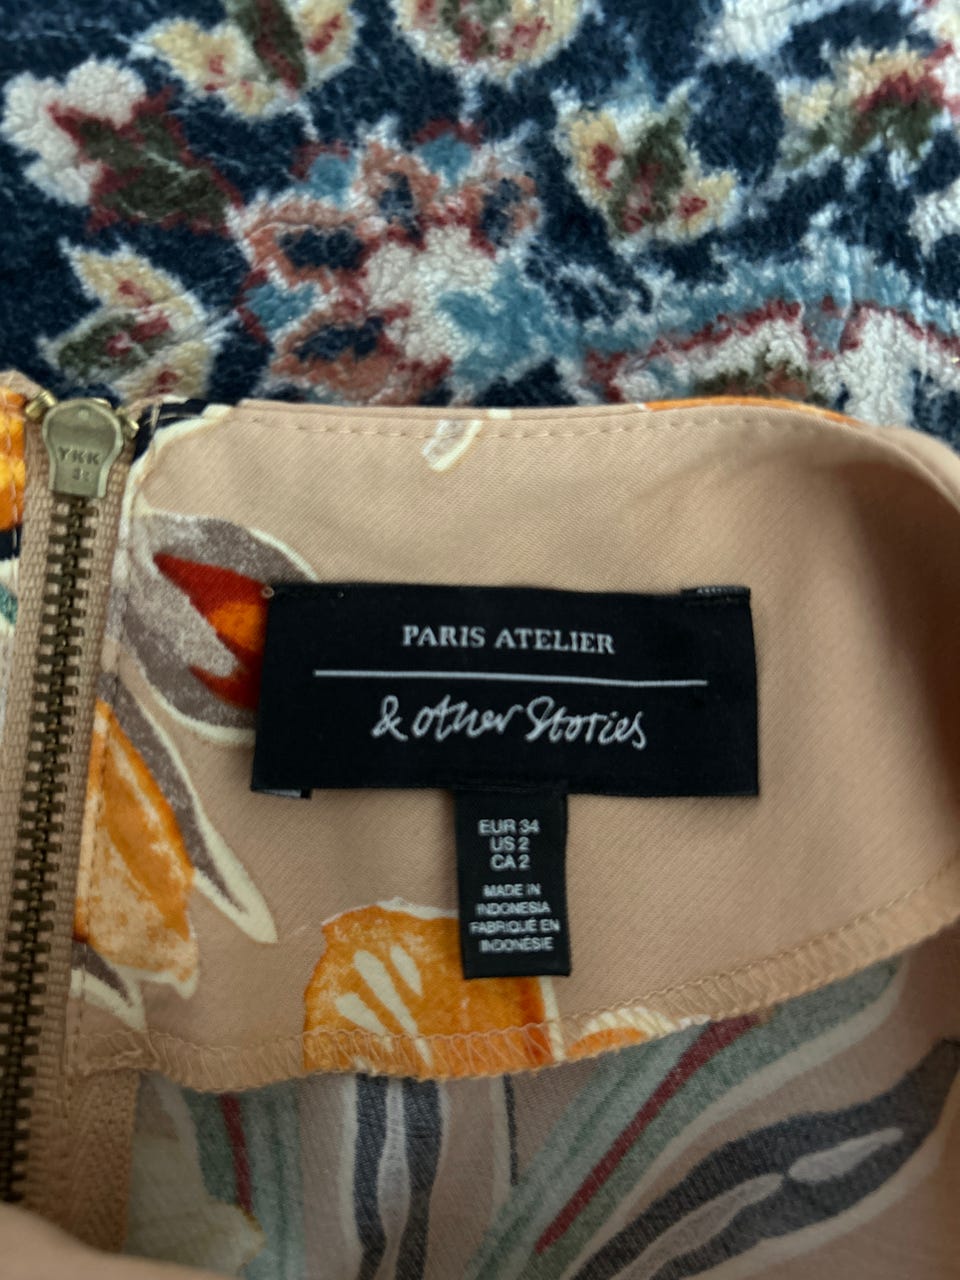 YKK
PARIS ATELIER
& other Stories
EUR 34
US 2
CA 2
MADE IN
INDONESIA
FABRIQUÉ EN
INDONÉSIE